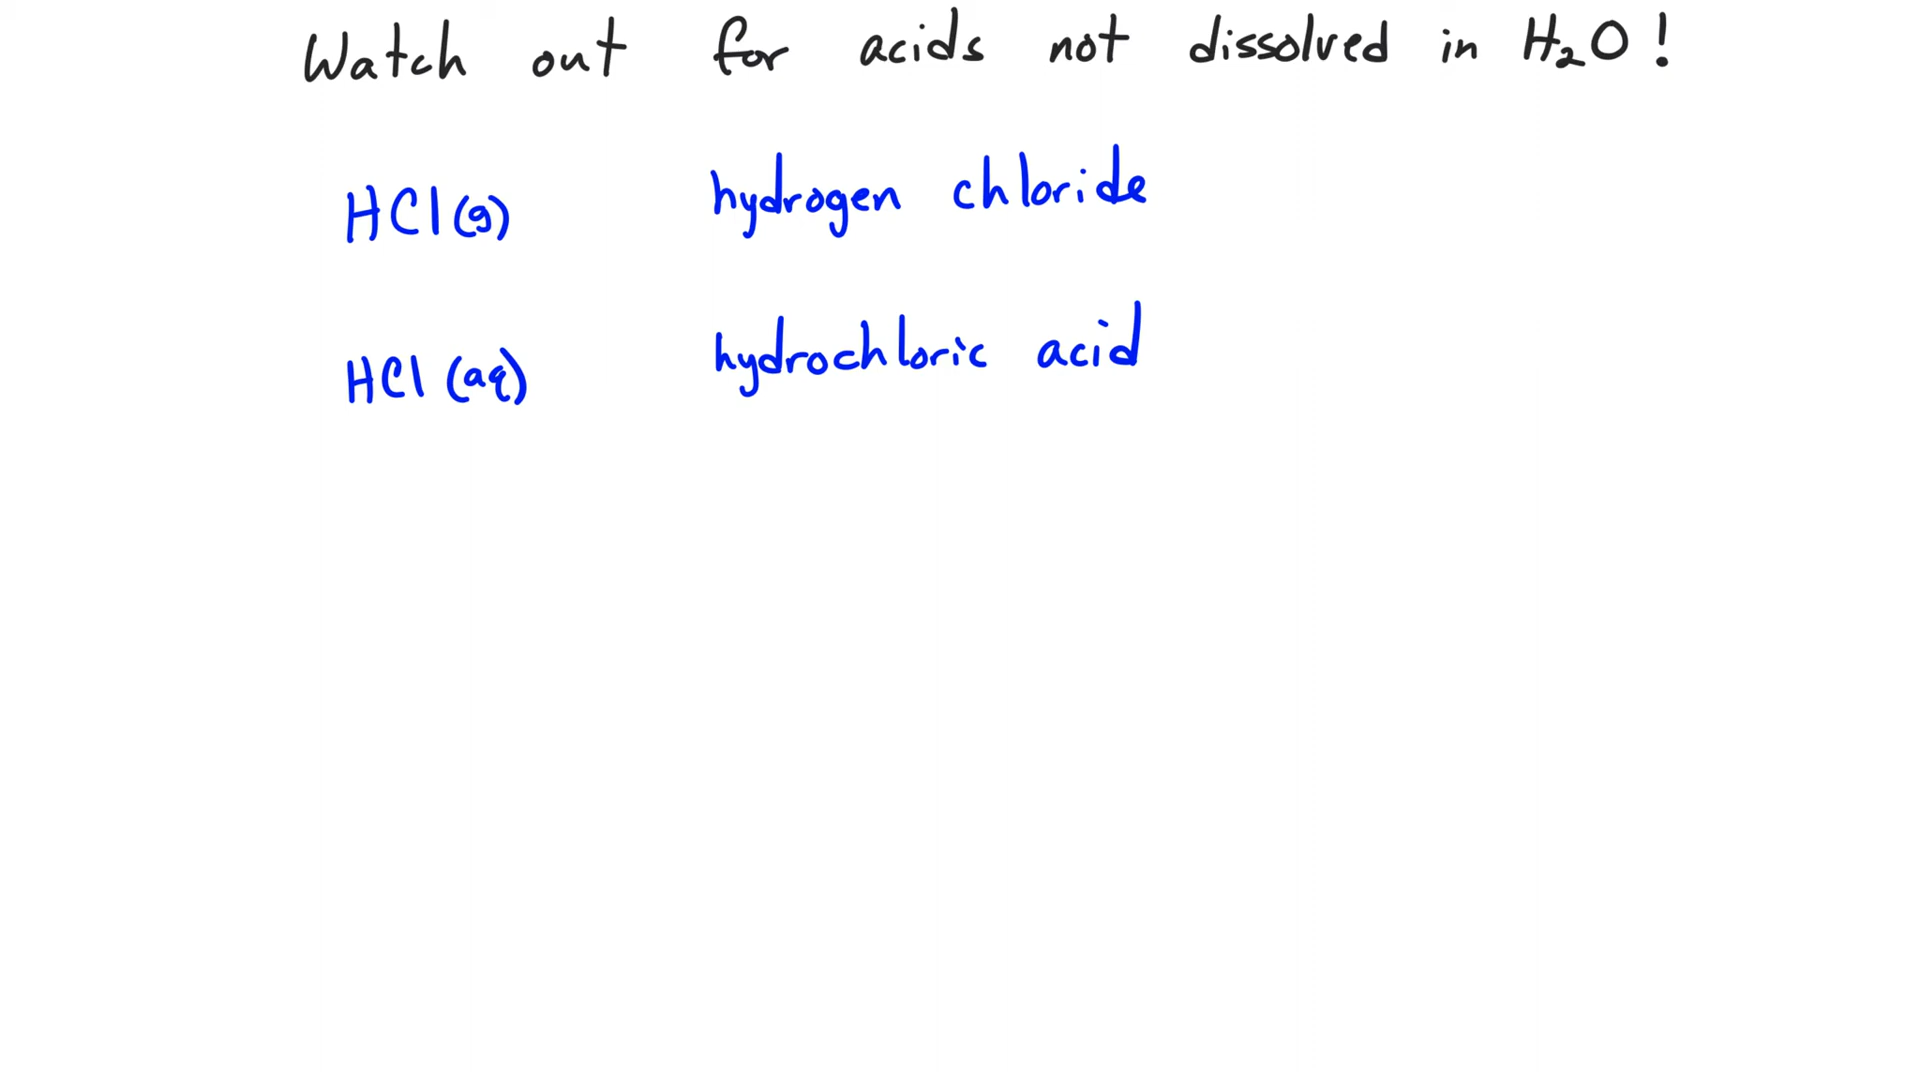 Watch out for acids not dissolved in H₂O!
HCl(g) hydrogen chloride
HCl (aq) hydrochloric acid